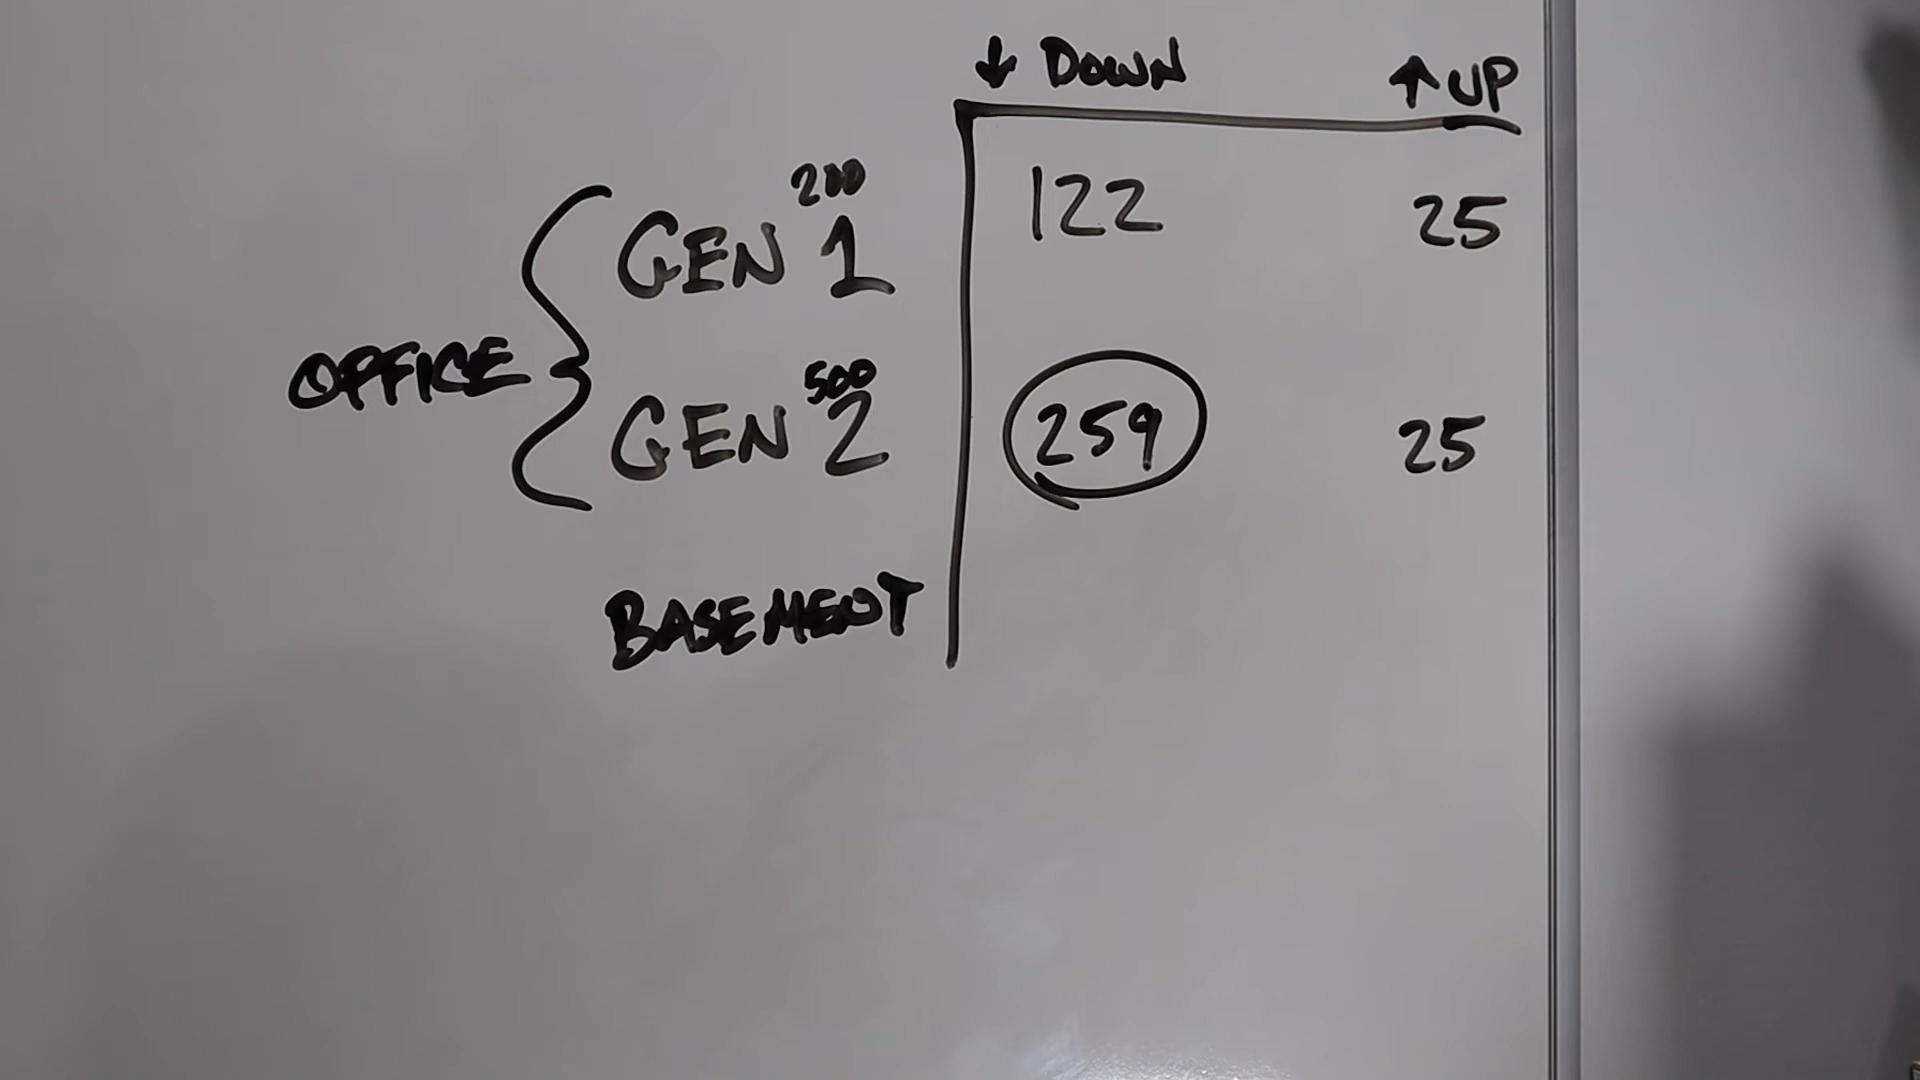 ↓ DOWN ↑ UP
200
GEN 1 122 25
OFFICE
500
GEN 2 259 25
BASEMENT